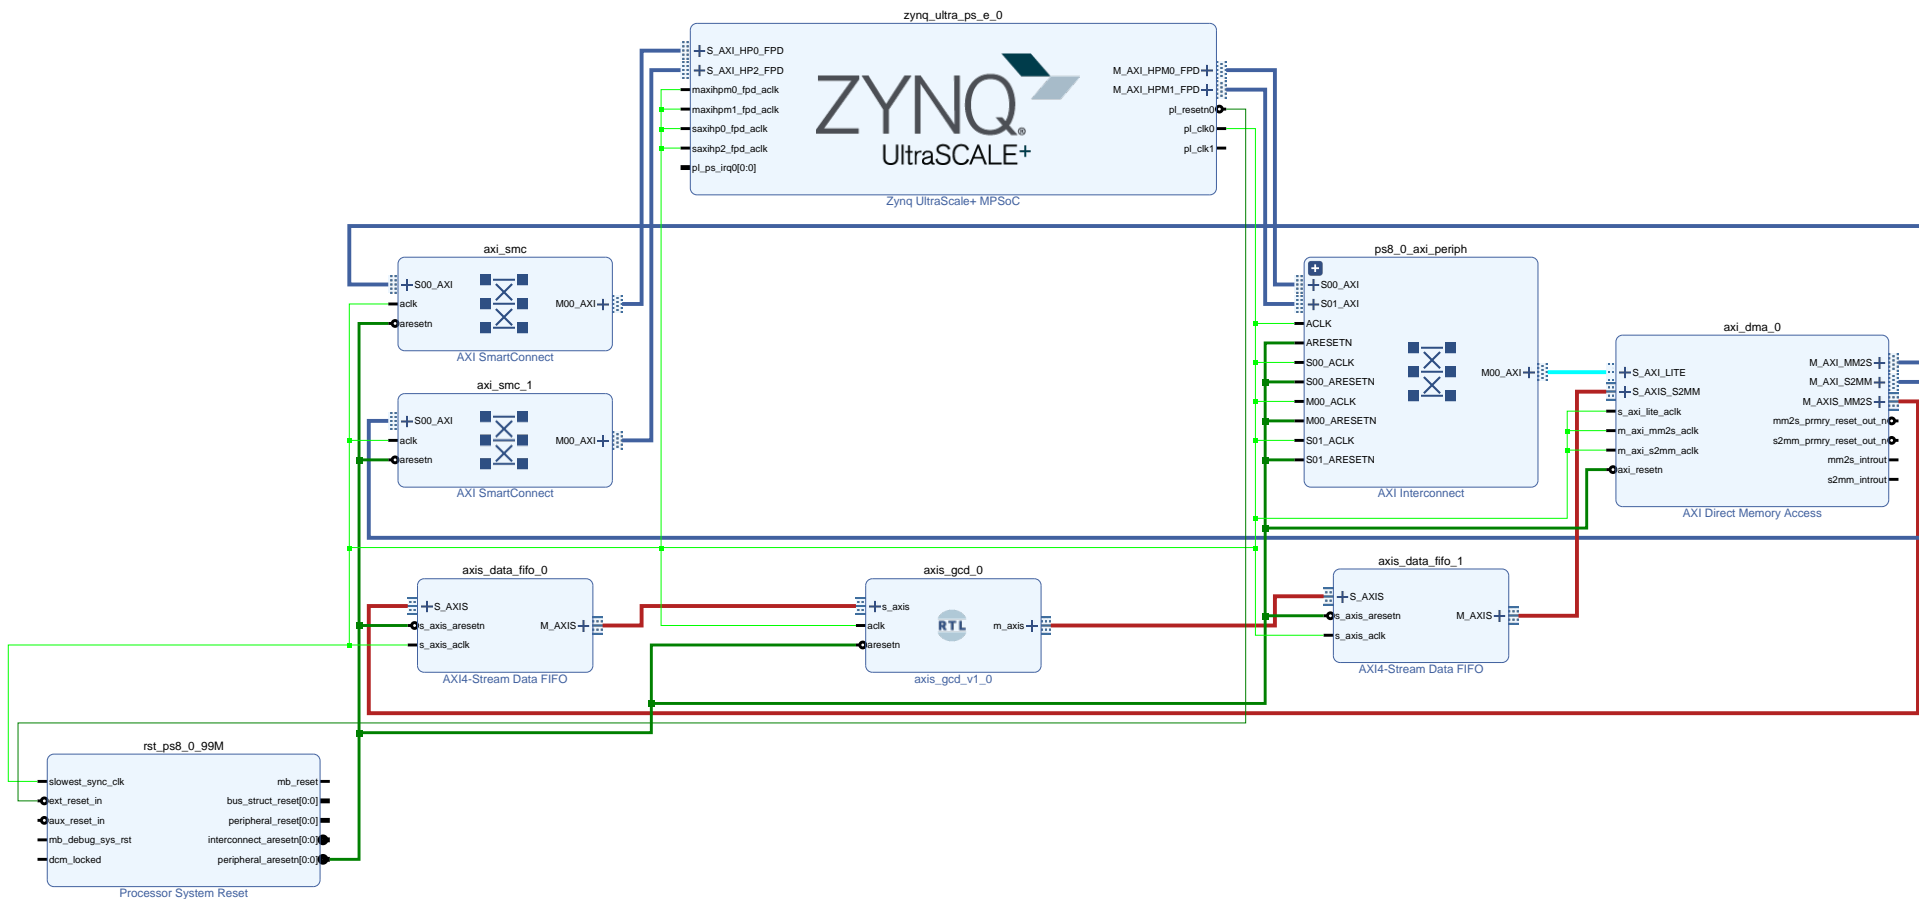 zynq_ultra_ps_e_0
S_AXI_HP0_FPD
S_AXI_HP2_FPD
maxihpm0_fpd_aclk
maxihpm1_fpd_aclk
saxihp0_fpd_aclk
saxihp2_fpd_aclk
pl_ps_irq0[0:0]
ZYNQ®
UltraSCALE+
M_AXI_HPM0_FPD
M_AXI_HPM1_FPD
pl_resetn0
pl_clk0
pl_clk1
Zynq UltraScale+ MPSoC
axi_smc
S00_AXI
aclk
aresetn
M00_AXI
AXI SmartConnect
axi_smc_1
S00_AXI
aclk
aresetn
M00_AXI
AXI SmartConnect
ps8_0_axi_periph
S00_AXI
S01_AXI
ACLK
ARESETN
S00_ACLK
S00_ARESETN
M00_ACLK
M00_ARESETN
S01_ACLK
S01_ARESETN
M00_AXI
AXI Interconnect
axi_dma_0
S_AXI_LITE
S_AXIS_S2MM
s_axi_lite_aclk
m_axi_mm2s_aclk
m_axi_s2mm_aclk
axi_resetn
M_AXI_MM2S
M_AXI_S2MM
M_AXIS_MM2S
mm2s_prmry_reset_out_n
s2mm_prmry_reset_out_n
mm2s_introut
s2mm_introut
AXI Direct Memory Access
axis_data_fifo_0
S_AXIS
s_axis_aresetn
s_axis_aclk
M_AXIS
AXI4-Stream Data FIFO
axis_gcd_0
s_axis
aclk
aresetn
RTL
m_axis
axis_gcd_v1_0
axis_data_fifo_1
S_AXIS
s_axis_aresetn
s_axis_aclk
M_AXIS
AXI4-Stream Data FIFO
rst_ps8_0_99M
slowest_sync_clk
ext_reset_in
aux_reset_in
mb_debug_sys_rst
dcm_locked
mb_reset
bus_struct_reset[0:0]
peripheral_reset[0:0]
interconnect_aresetn[0:0]
peripheral_aresetn[0:0]
Processor System Reset